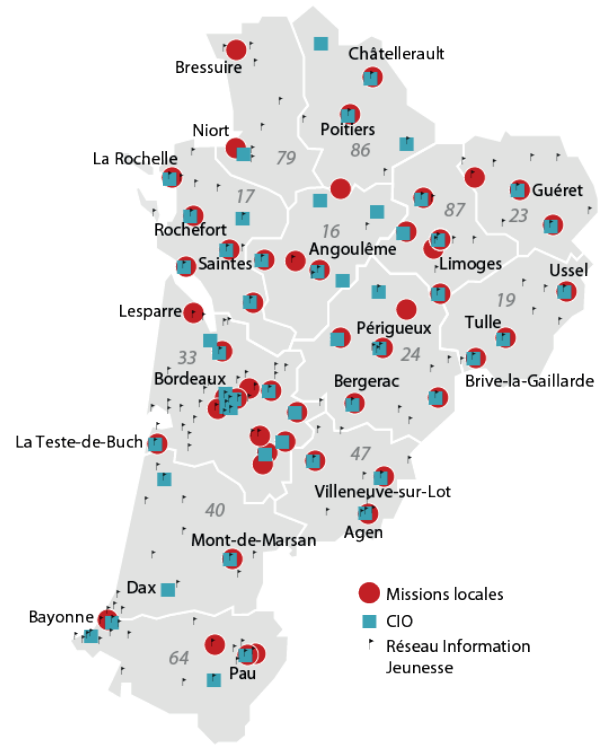 Châtellerault
Bressuire
Poitiers
Niort
79
86
La Rochelle
17
87
Guéret
23
Rochefort
16
Angoulême
Saintes
Limoges
Ussel
19
Lesparre
Tulle
Périgueux
33
24
Bordeaux
Bergerac
Brive-la-Gaillarde
La Teste-de-Buch
47
Villeneuve-sur-Lot
40
Agen
Mont-de-Marsan
Dax
Bayonne
64
Pau
Missions locales
CIO
Réseau Information
Jeunesse